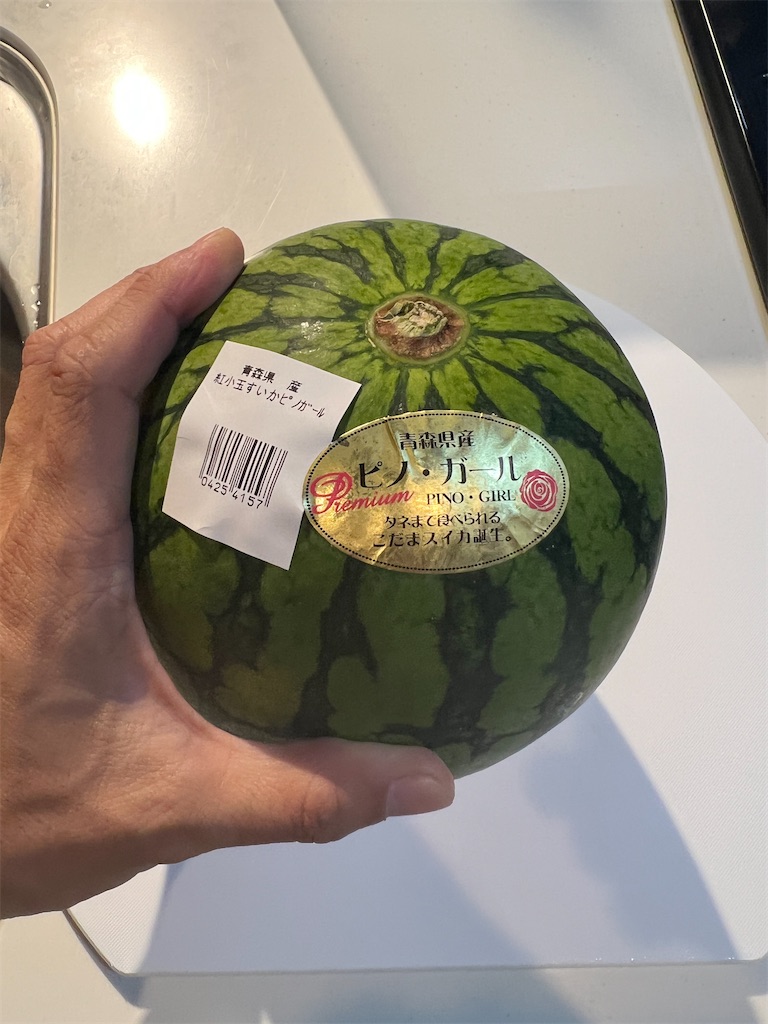 青森県 産
紅小玉すいかピノガール
0425 4157
青森県産
ピノ・ガール
Premium PINO・GIRL
タネまで食べられる
こだまスイカ誕生。